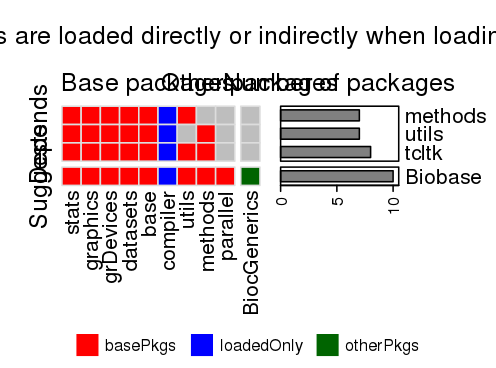 s are loaded directly or indirectly when loadin
Base packages
Other packages
Number of packages
Depends
Suggests
methods
utils
tcltk
Biobase
stats
graphics
grDevices
datasets
base
compiler
utils
methods
parallel
BiocGenerics
0
5
10
basePkgs
loadedOnly
otherPkgs